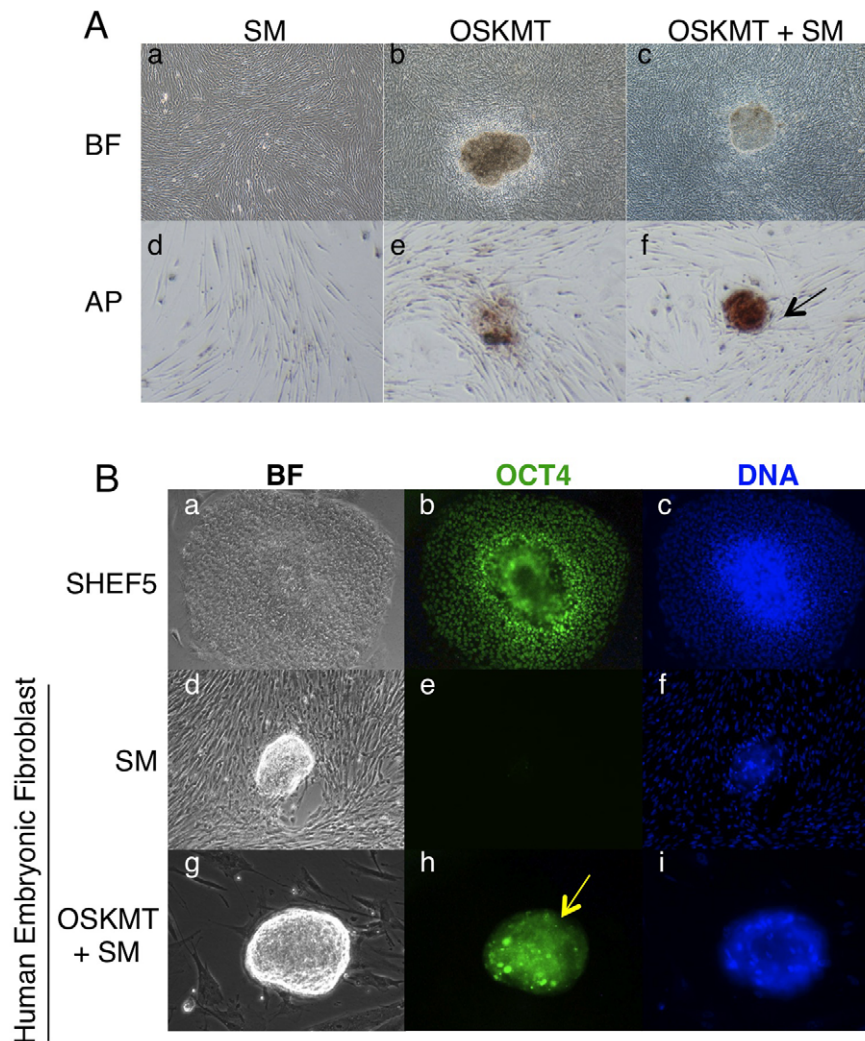 A
SM OSKMT OSKMT + SM
a b c
BF
d e f
AP
B
BF OCT4 DNA
a b c
SHEF5
d e f
SM
g h i
OSKMT
+ SM
Human Embryonic Fibroblast